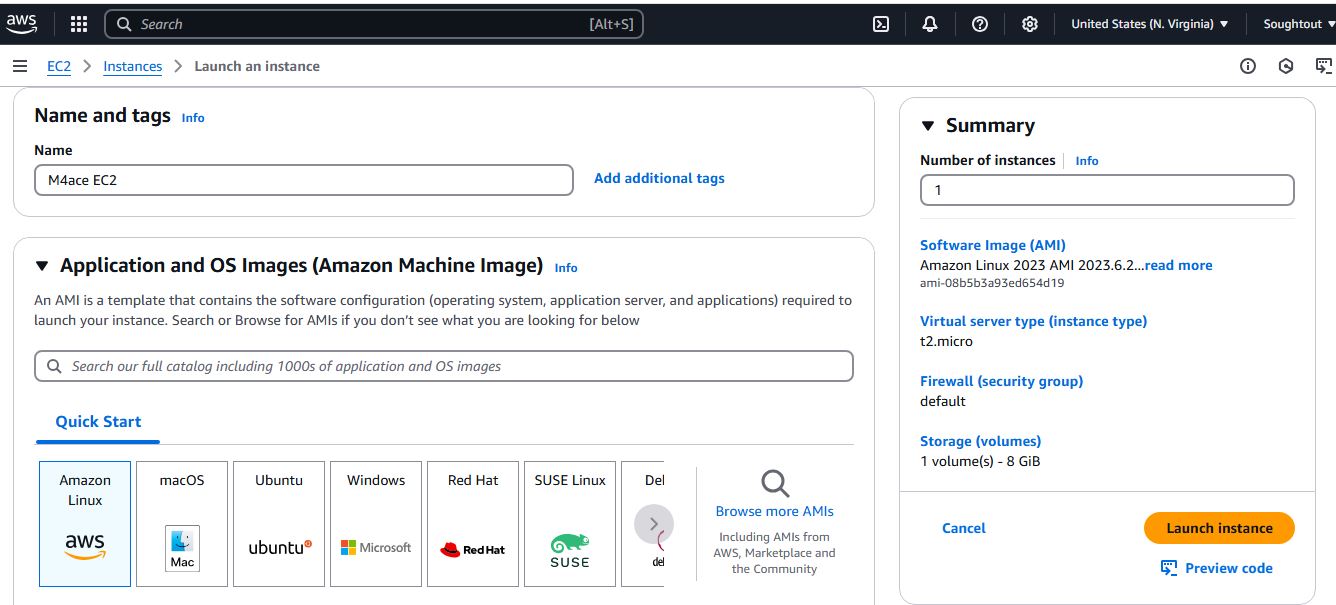 aws
Search [Alt+S]
United States (N. Virginia)
Soughtout
EC2
Instances
Launch an instance
Name and tags Info
Name
M4ace EC2
Add additional tags
Application and OS Images (Amazon Machine Image) Info
An AMI is a template that contains the software configuration (operating system, application server, and applications) required to
launch your instance. Search or Browse for AMIs if you don't see what you are looking for below
Search our full catalog including 1000s of application and OS images
Quick Start
Amazon
Linux
aws
macOS
Mac
Ubuntu
ubuntu
Windows
Microsoft
Red Hat
Red Hat
SUSE Linux
SUSE
Browse more AMIs
Including AMIs from
AWS, Marketplace and
the Community
Summary
Number of instances Info
1
Software Image (AMI)
Amazon Linux 2023 AMI 2023.6.2...read more
ami-08b5b3a93ed654d19
Virtual server type (instance type)
t2.micro
Firewall (security group)
default
Storage (volumes)
1 volume(s) - 8 GiB
Cancel
Launch instance
Preview code